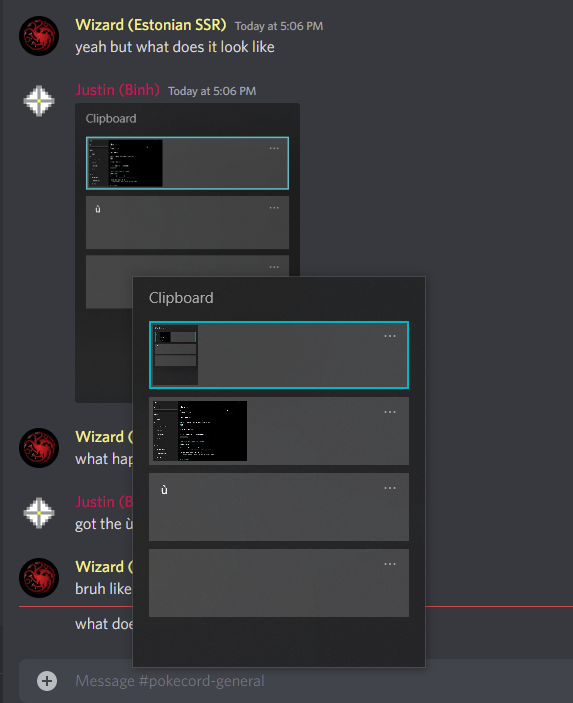 Wizard (Estonian SSR) Today at 5:06 PM
yeah but what does it look like
Justin (Binh) Today at 5:06 PM
Clipboard
ù
Clipboard
ù
Wizard (
what hap
Justin (B
got the ù
Wizard (
bruh like
what doe
Message #pokecord-general